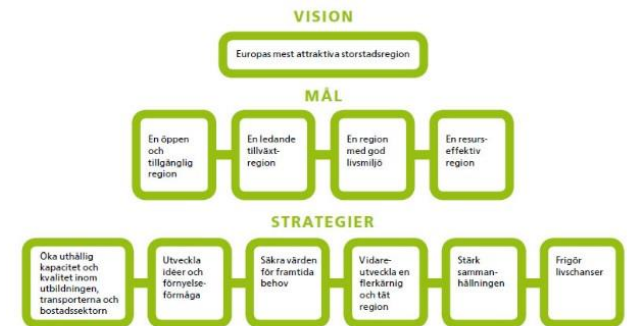 VISION
Europas mest attraktiva storstadsregion
MÅL
En öppen
och
tillgänglig
region
En ledande
tillväxt-
region
En region
med god
livsmiljö
En resurs-
effektiv
region
STRATEGIER
Öka uthållig
kapacitet och
kvalitet inom
utbildningen,
transporterna och
bostadssektorn
Utveckla
idéer och
förnyelse-
förmåga
Säkra värden
för framtida
behov
Vidare-
utveckla en
flerkärnig
och tät
region
Stärk
samman-
hållningen
Frigör
livschanser